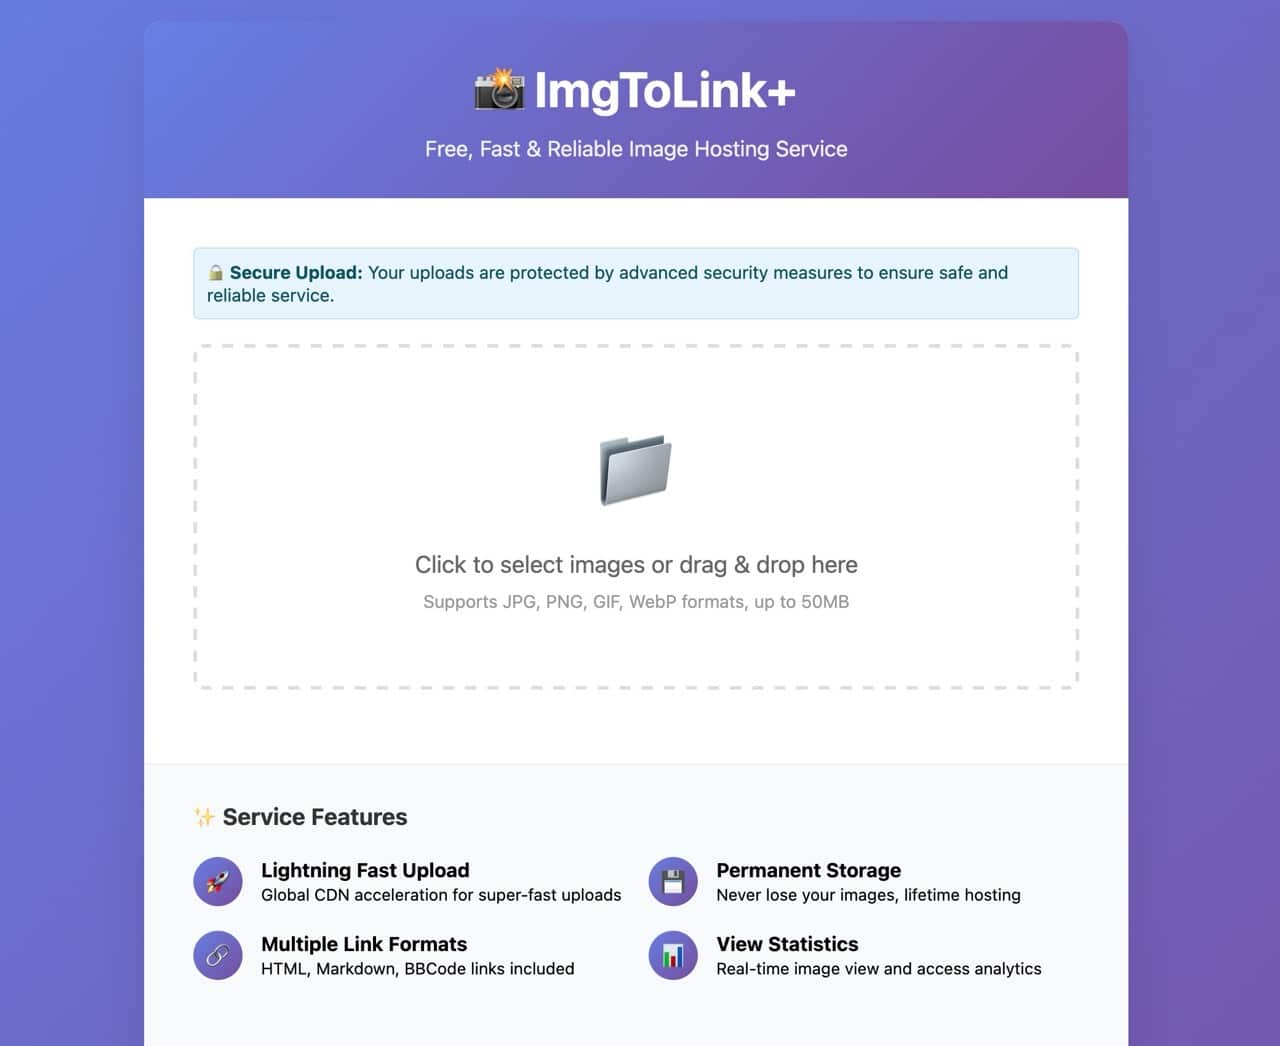 ImgToLink+
Free, Fast & Reliable Image Hosting Service
Secure Upload: Your uploads are protected by advanced security measures to ensure safe and
reliable service.
Click to select images or drag & drop here
Supports JPG, PNG, GIF, WebP formats, up to 50MB
✨ Service Features
Lightning Fast Upload
Global CDN acceleration for super-fast uploads
Permanent Storage
Never lose your images, lifetime hosting
Multiple Link Formats
HTML, Markdown, BBCode links included
View Statistics
Real-time image view and access analytics